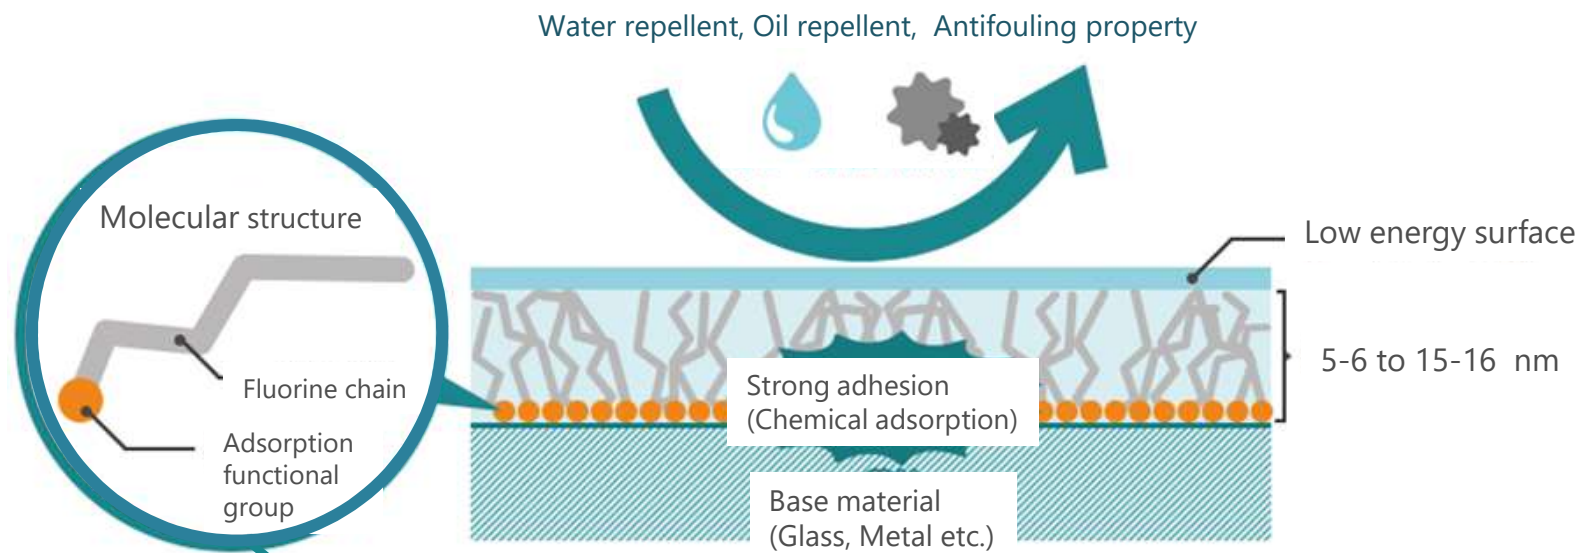 Water repellent, Oil repellent, Antifouling property
Molecular structure
Fluorine chain
Adsorption
functional
group
Low energy surface
5-6 to 15-16 nm
Strong adhesion
(Chemical adsorption)
Base material
(Glass, Metal etc.)